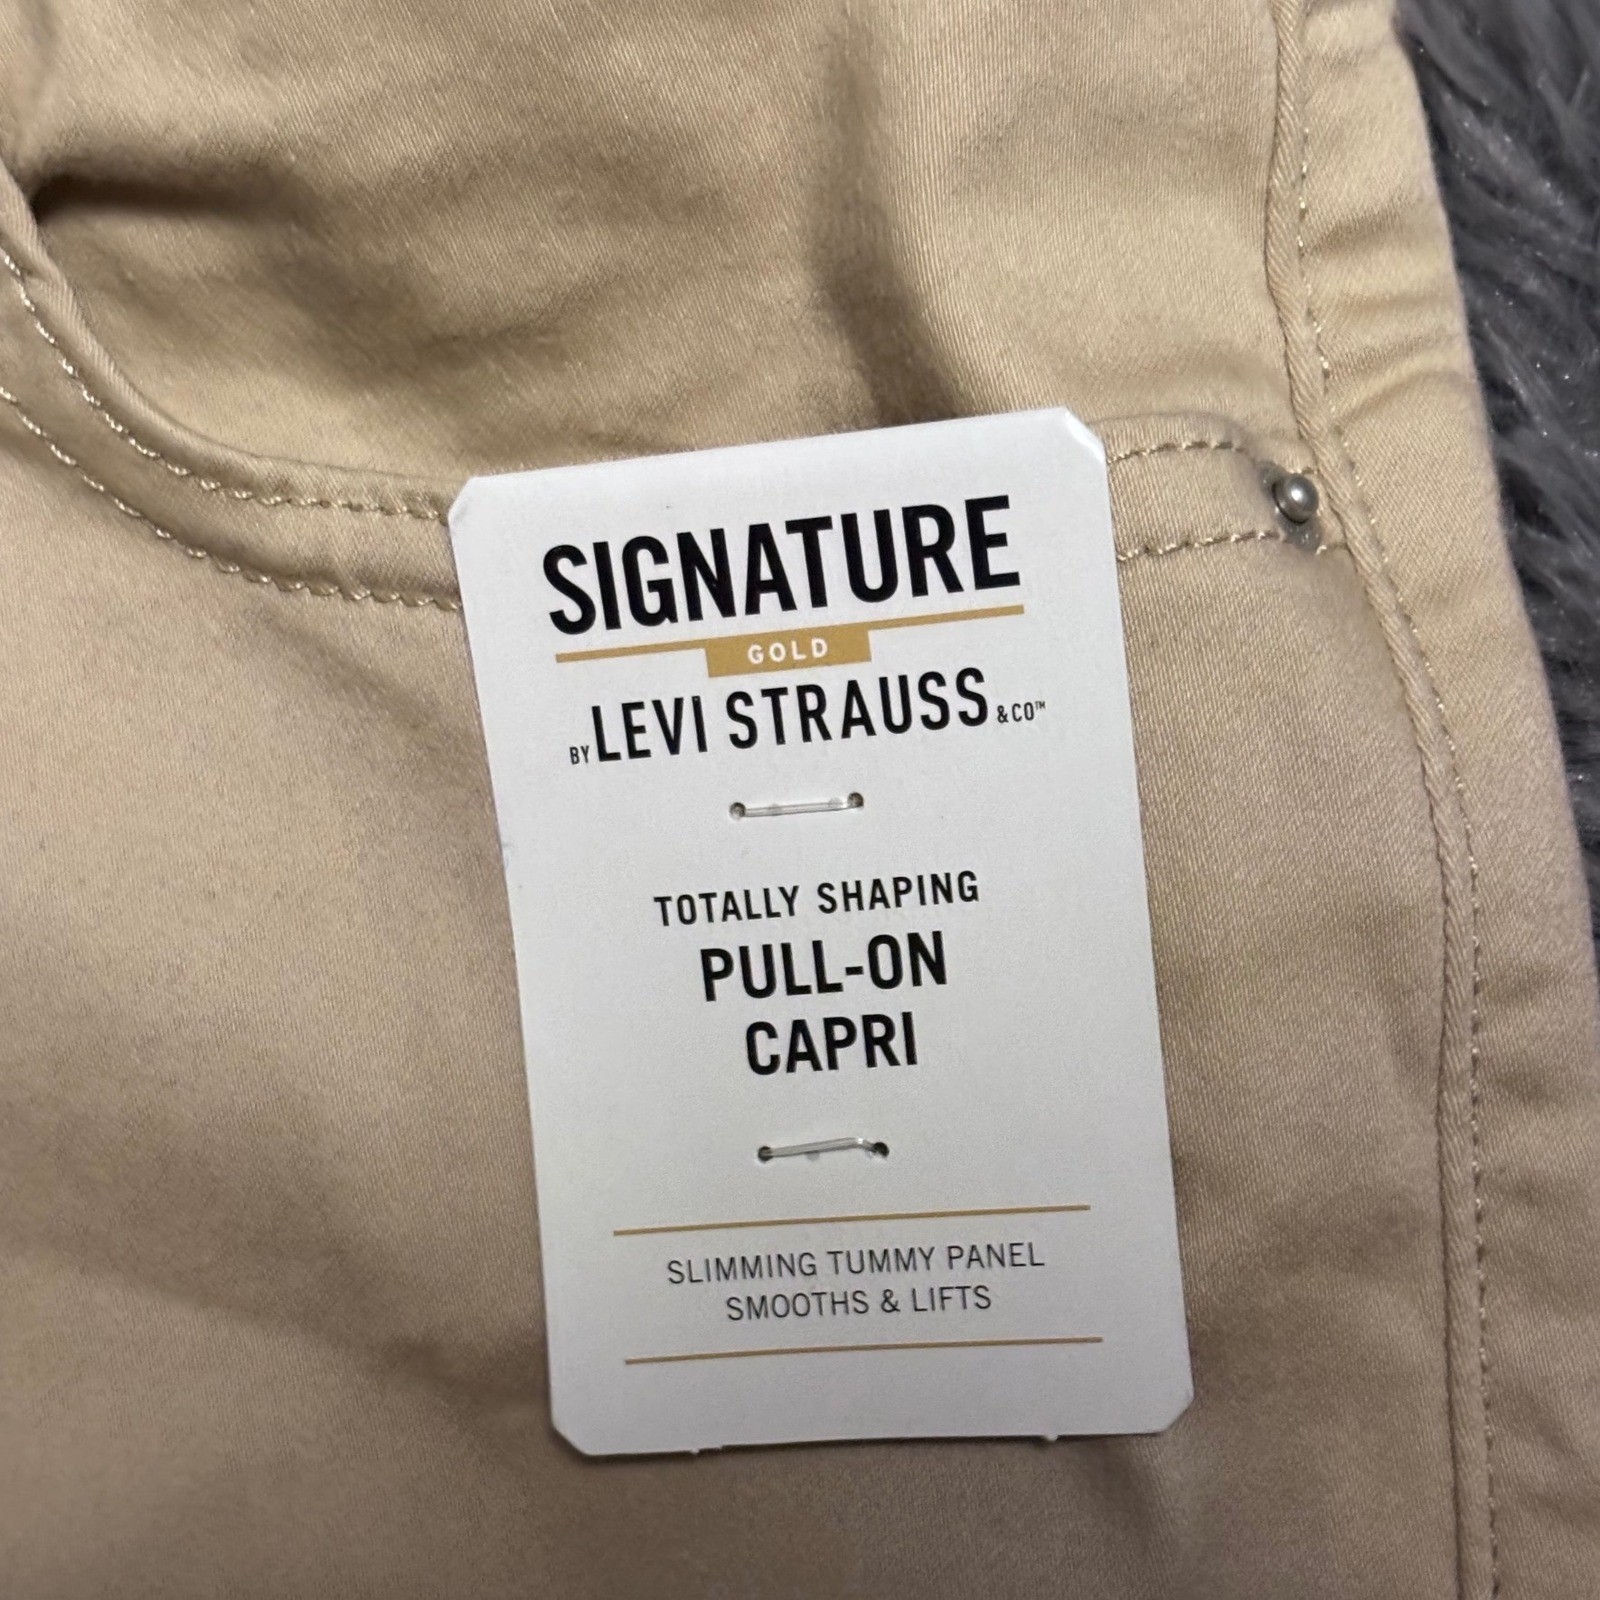 SIGNATURE
GOLD
BY LEVI STRAUSS & CO™
TOTALLY SHAPING
PULL-ON
CAPRI
SLIMMING TUMMY PANEL
SMOOTHS & LIFTS